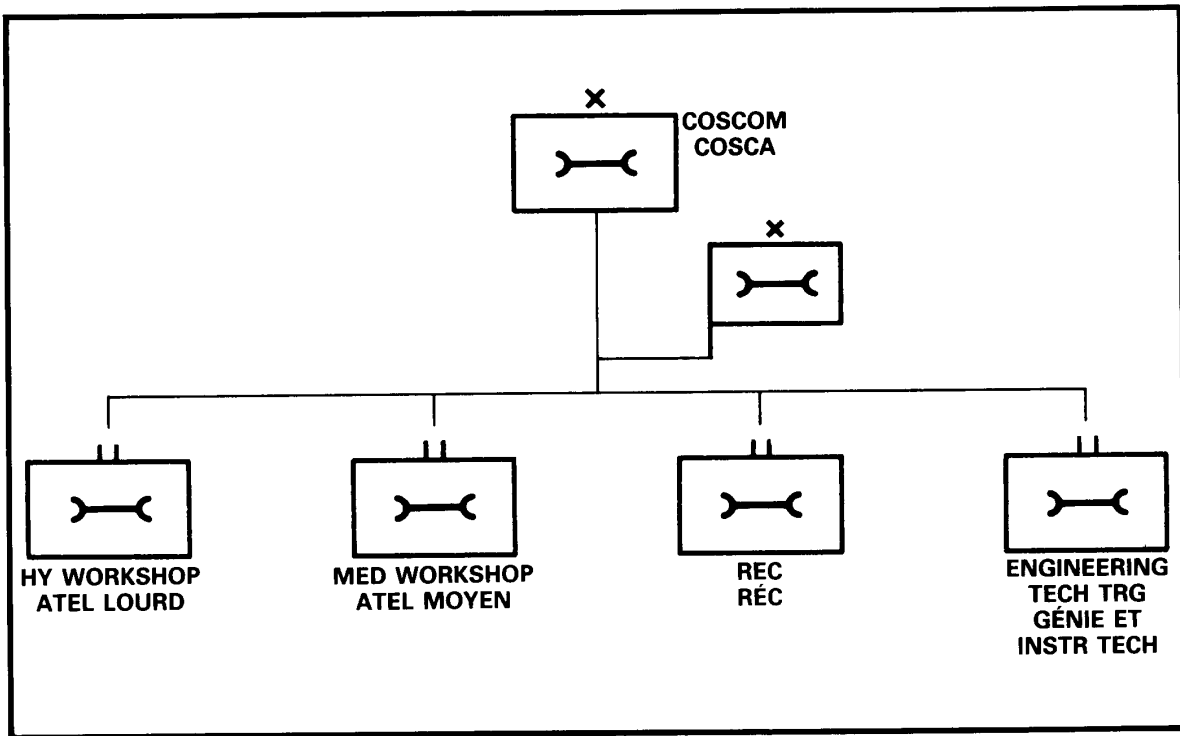 COSCOM
COSCA
HY WORKSHOP
ATEL LOURD
MED WORKSHOP
ATEL MOYEN
REC
RÉC
ENGINEERING
TECH TRG
GÉNIE ET
INSTR TECH